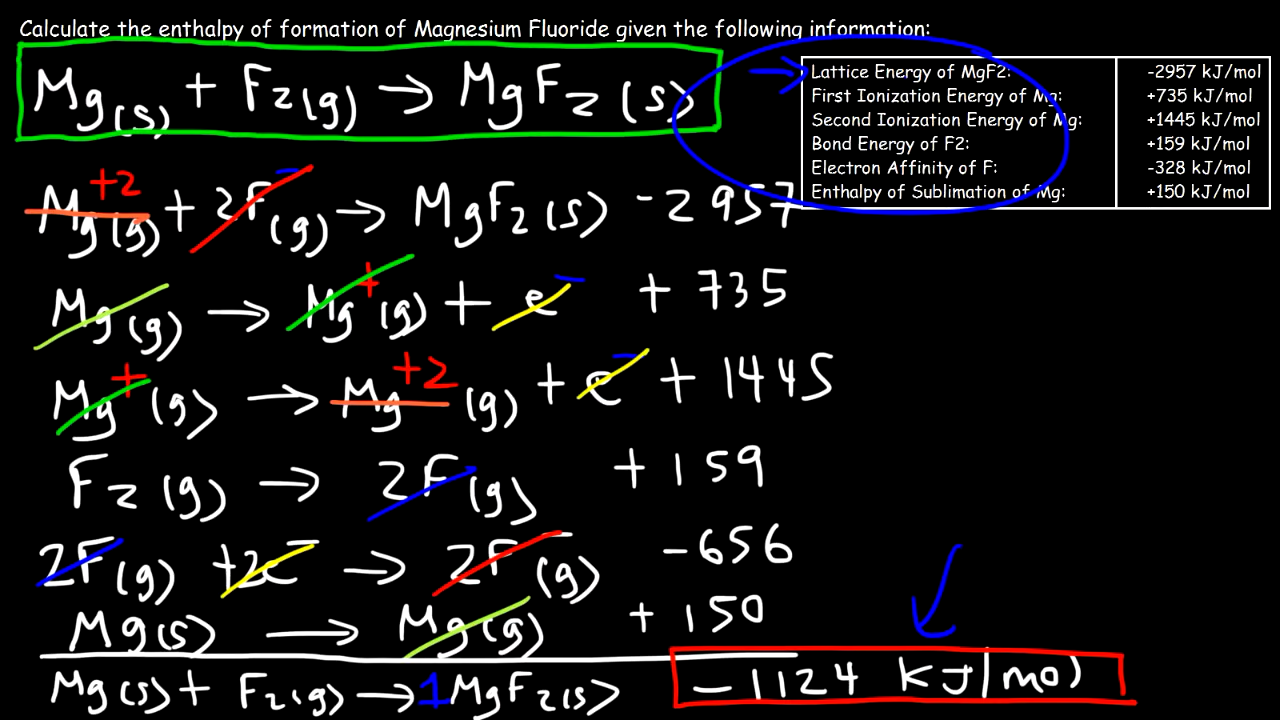 Calculate the enthalpy of formation of Magnesium Fluoride given the following information:
Mg(s) + F2(g) → MgF2(s)
Lattice Energy of MgF2: -2957 kJ/mol
First Ionization Energy of Mg: +735 kJ/mol
Second Ionization Energy of Mg: +1445 kJ/mol
Bond Energy of F2: +159 kJ/mol
Electron Affinity of F: -328 kJ/mol
Enthalpy of Sublimation of Mg: +150 kJ/mol
Mg+2(g) + 2F-(g) → MgF2(s) -2957
Mg(g) → Mg+(g) + e- + 735
Mg+(g) → Mg+2(g) + e- + 1445
F2(g) → 2F(g) + 159
2F(g) + 2e- → 2F-(g) -656
Mg(s) → Mg(g) + 150
Mg(s) + F2(g) → 1 MgF2(s) -1124 kJ/mol